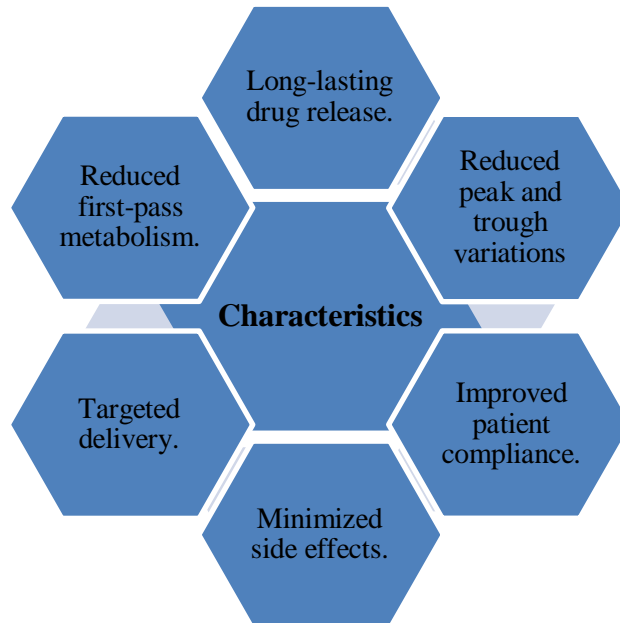 Long-lasting
drug release.
Reduced
peak and
trough
variations
Improved
patient
compliance.
Minimized
side effects.
Targeted
delivery.
Reduced
first-pass
metabolism.
Characteristics